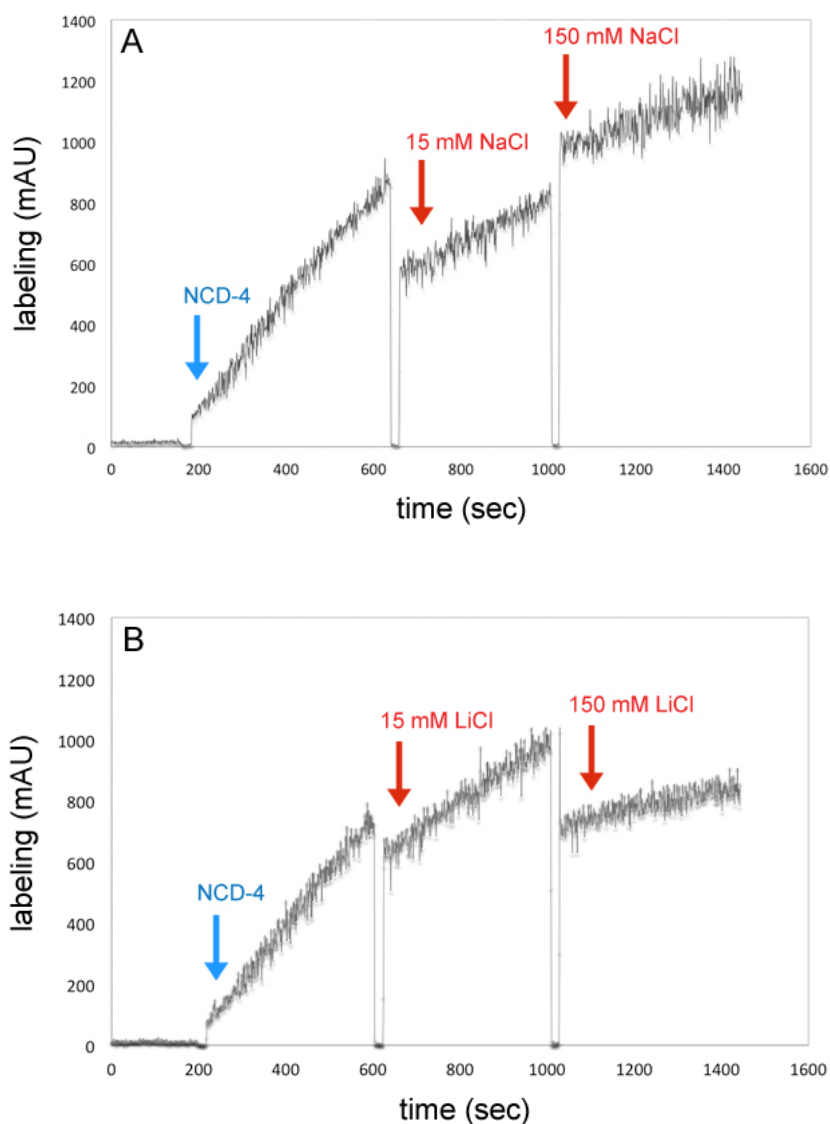 A
150 mM NaCl
15 mM NaCl
NCD-4
labeling (mAU)
1400
1200
1000
800
600
400
200
0
0 200 400 600 800 1000 1200 1400 1600
time (sec)
B
150 mM LiCl
15 mM LiCl
NCD-4
labeling (mAU)
1400
1200
1000
800
600
400
200
0
0 200 400 600 800 1000 1200 1400 1600
time (sec)